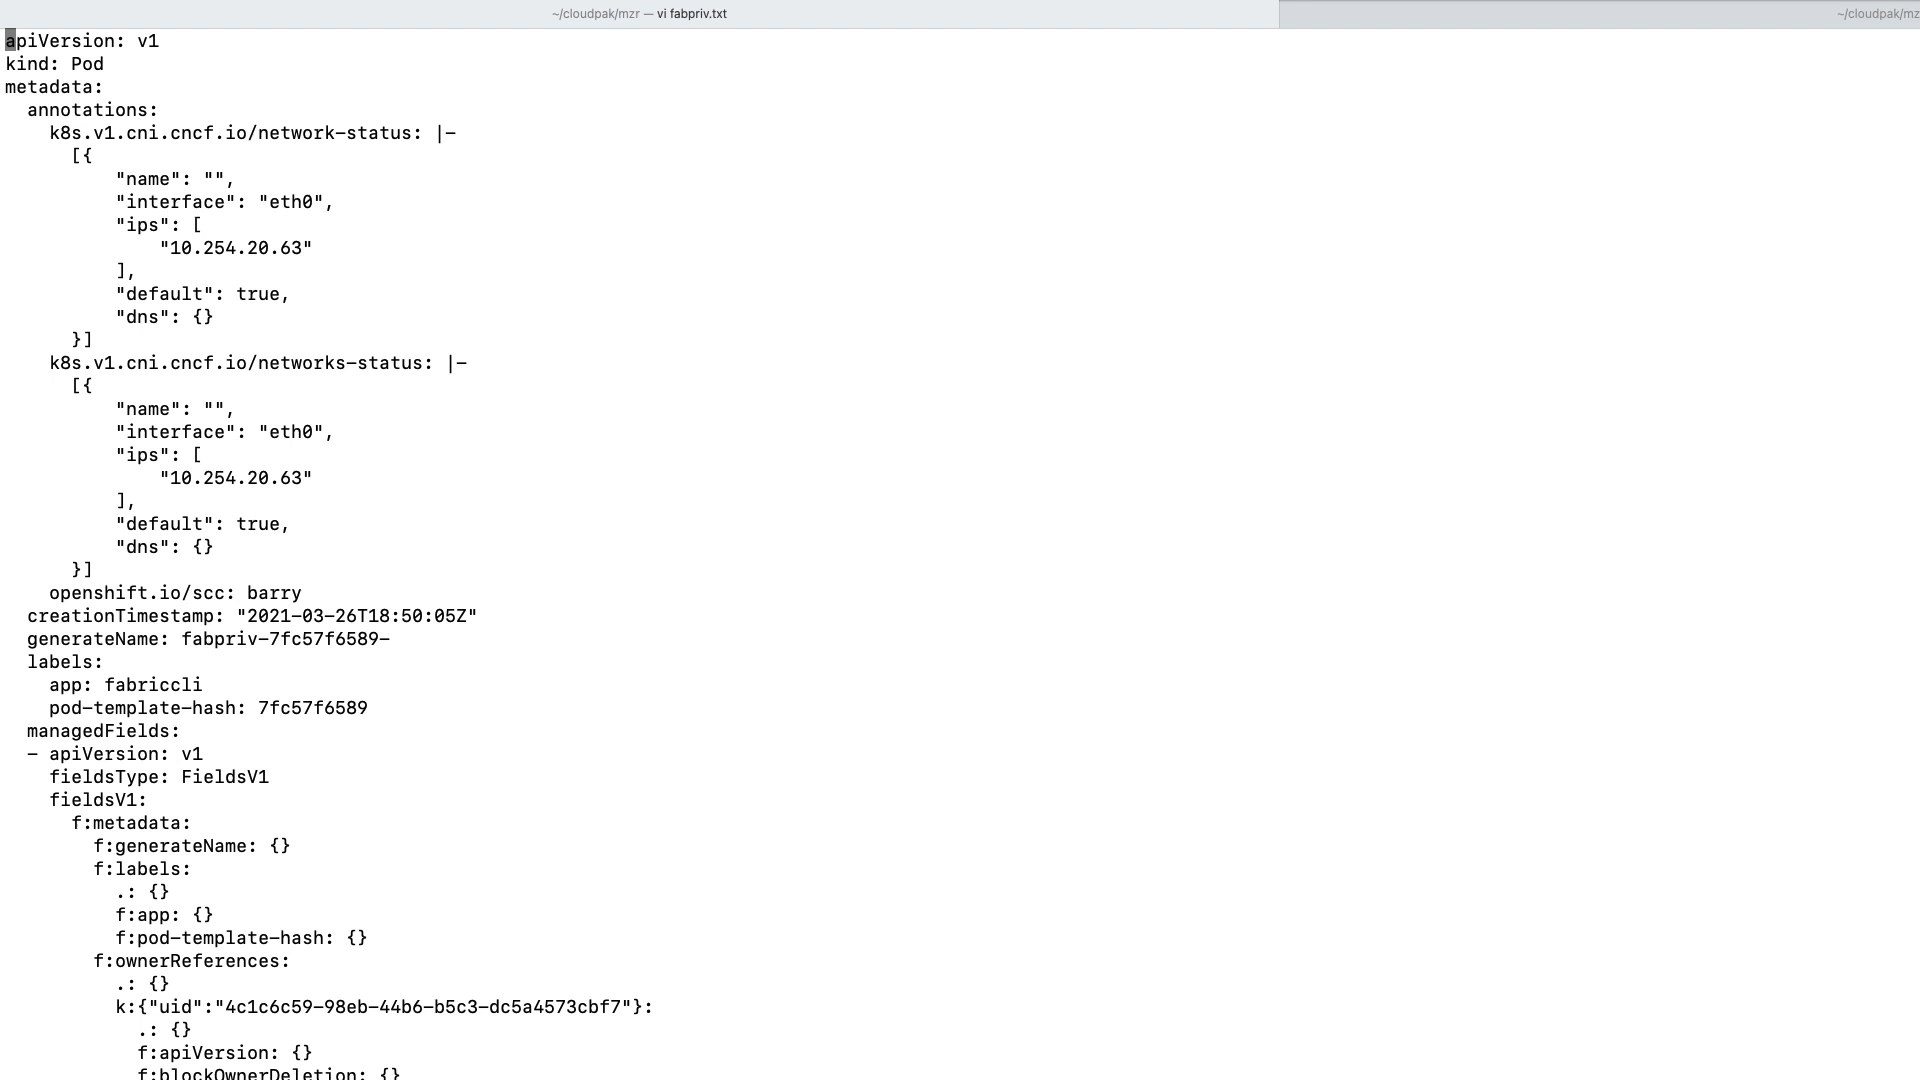 ~/cloudpak/mzr — vi fabpriv.txt
~/cloudpak/mz
apiVersion: v1
kind: Pod
metadata:
  annotations:
    k8s.v1.cni.cncf.io/network-status: |-
      [{
          "name": "",
          "interface": "eth0",
          "ips": [
              "10.254.20.63"
          ],
          "default": true,
          "dns": {}
      }]
    k8s.v1.cni.cncf.io/networks-status: |-
      [{
          "name": "",
          "interface": "eth0",
          "ips": [
              "10.254.20.63"
          ],
          "default": true,
          "dns": {}
      }]
    openshift.io/scc: barry
  creationTimestamp: "2021-03-26T18:50:05Z"
  generateName: fabpriv-7fc57f6589-
  labels:
    app: fabriccli
    pod-template-hash: 7fc57f6589
  managedFields:
  - apiVersion: v1
    fieldsType: FieldsV1
    fieldsV1:
      f:metadata:
        f:generateName: {}
        f:labels:
          .: {}
          f:app: {}
          f:pod-template-hash: {}
        f:ownerReferences:
          .: {}
          k:{"uid":"4c1c6c59-98eb-44b6-b5c3-dc5a4573cbf7"}:
            .: {}
            f:apiVersion: {}
            f:blockOwnerDeletion: {}